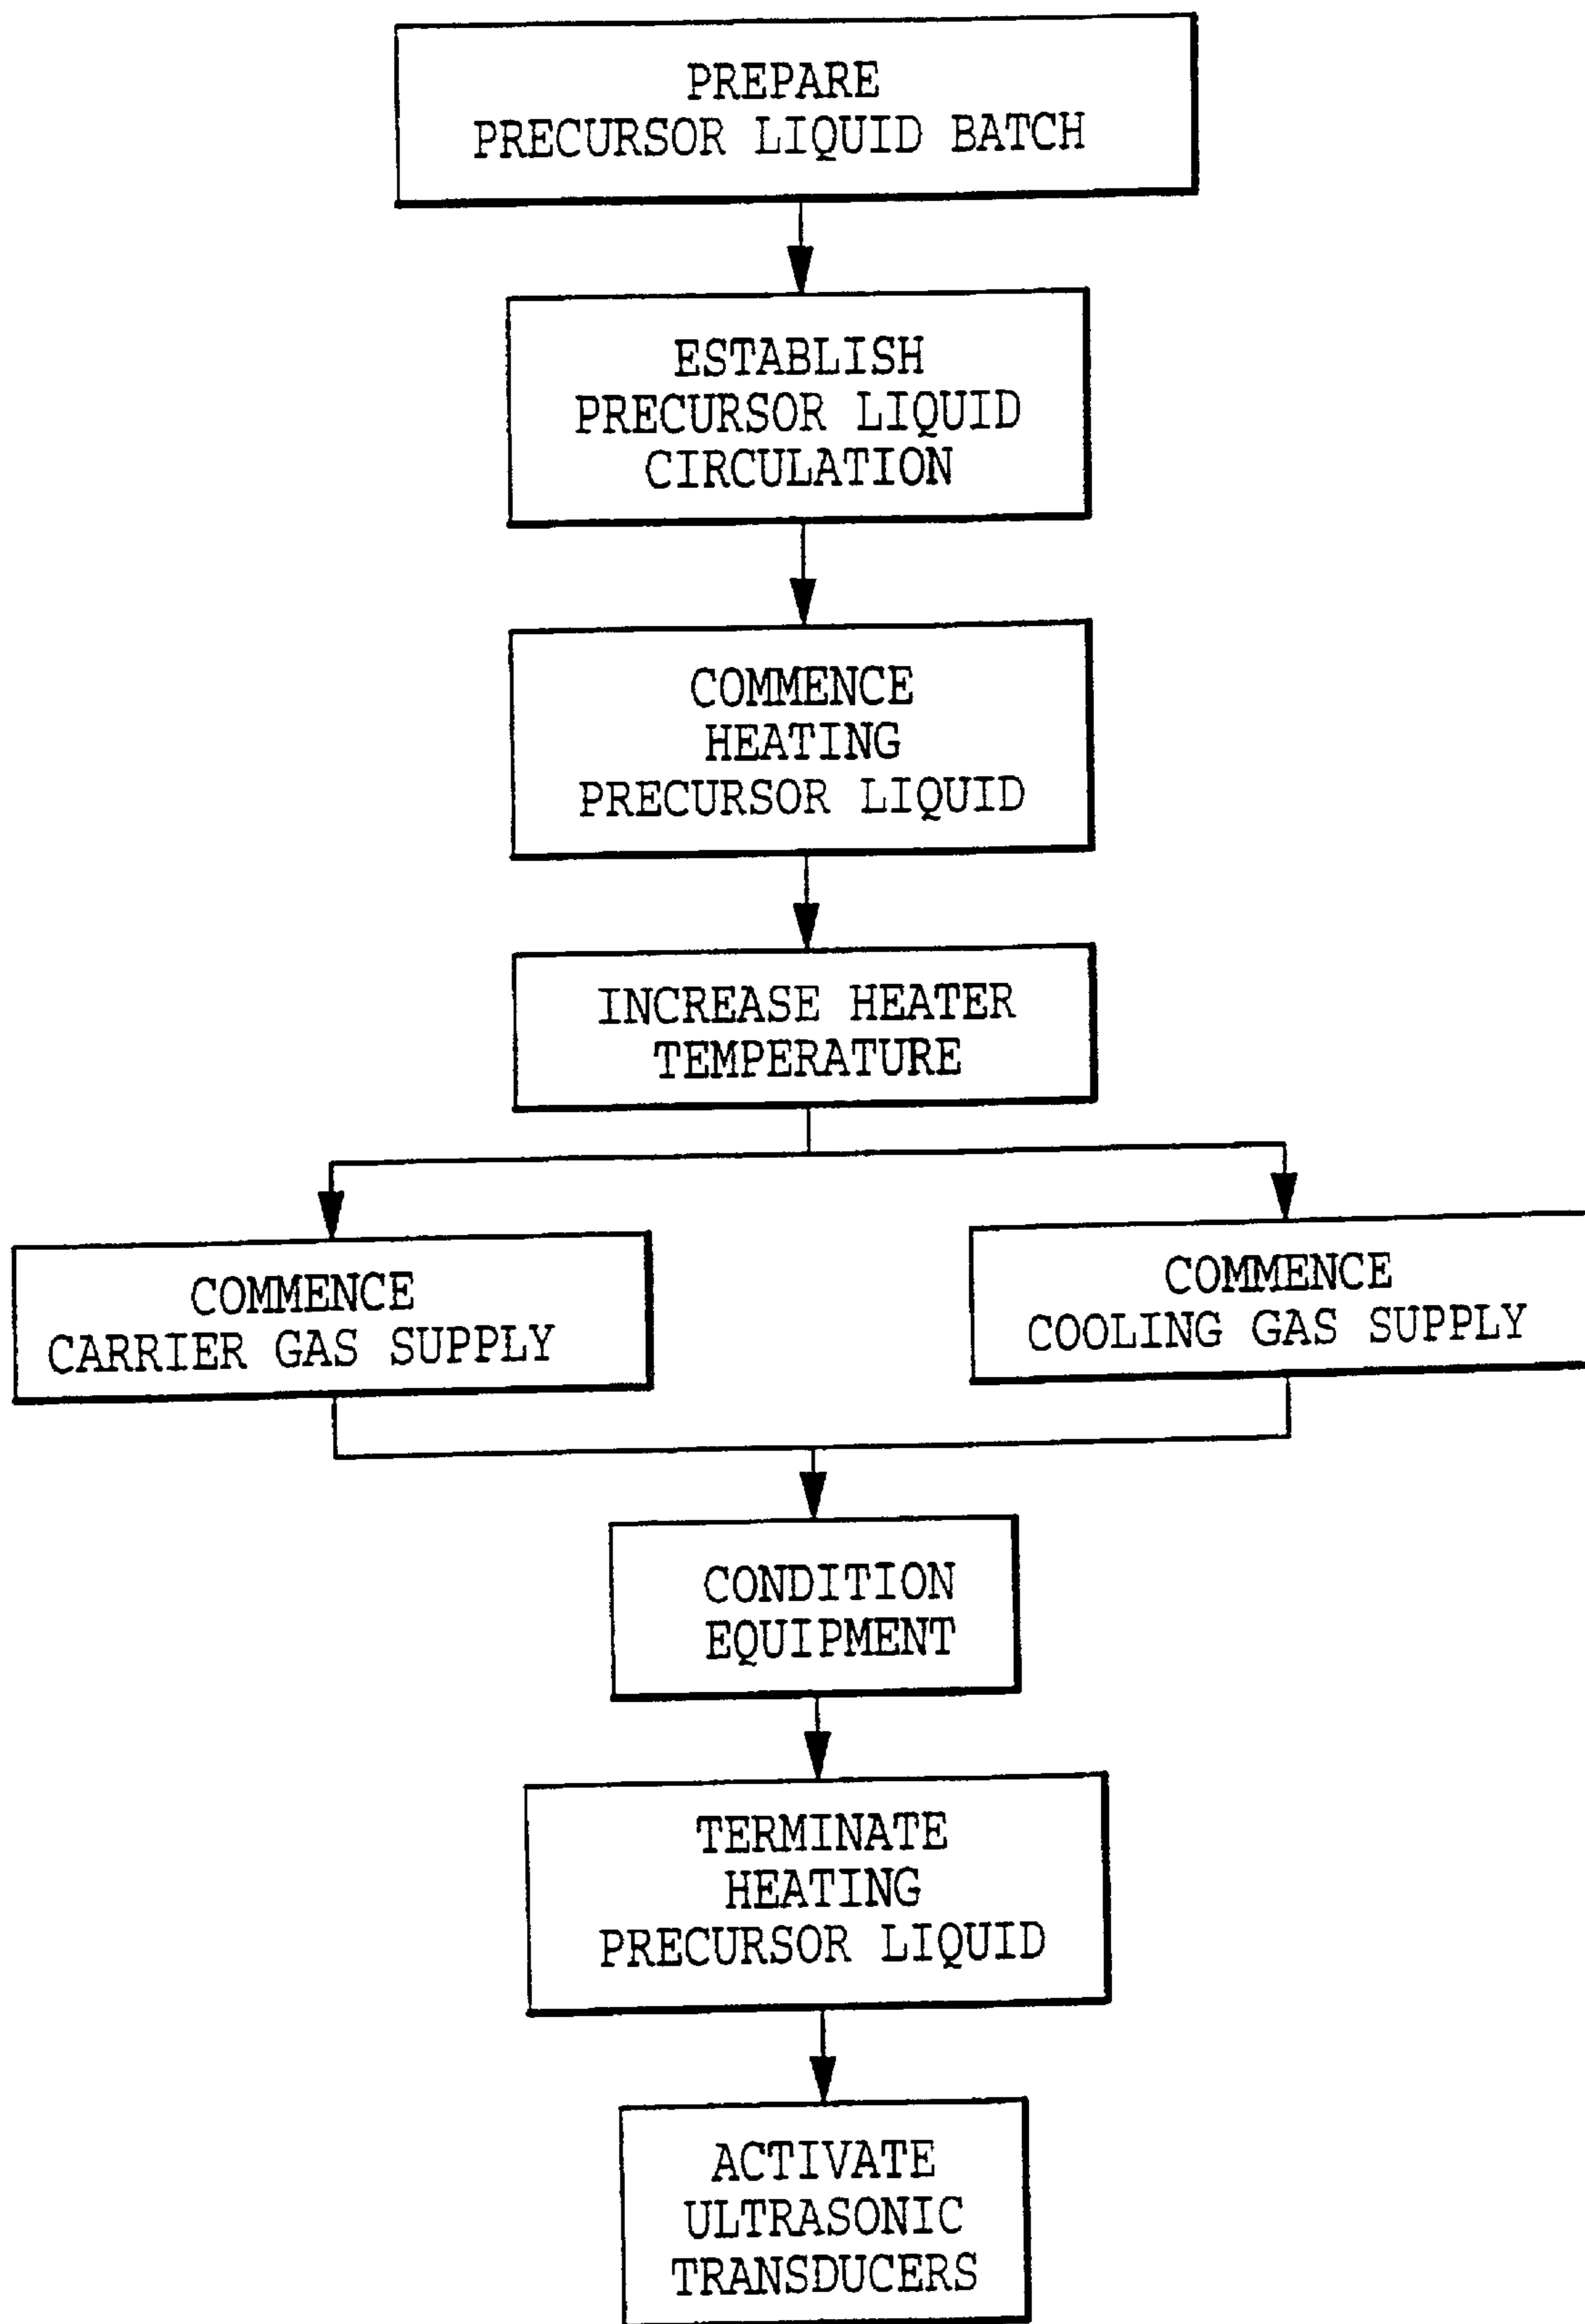 PREPARE
PRECURSOR LIQUID BATCH
ESTABLISH
PRECURSOR LIQUID
CIRCULATION
COMMENCE
HEATING
PRECURSOR LIQUID
INCREASE HEATER
TEMPERATURE
COMMENCE
CARRIER GAS SUPPLY
COMMENCE
COOLING GAS SUPPLY
CONDITION
EQUIPMENT
TERMINATE
HEATING
PRECURSOR LIQUID
ACTIVATE
ULTRASONIC
TRANSDUCERS